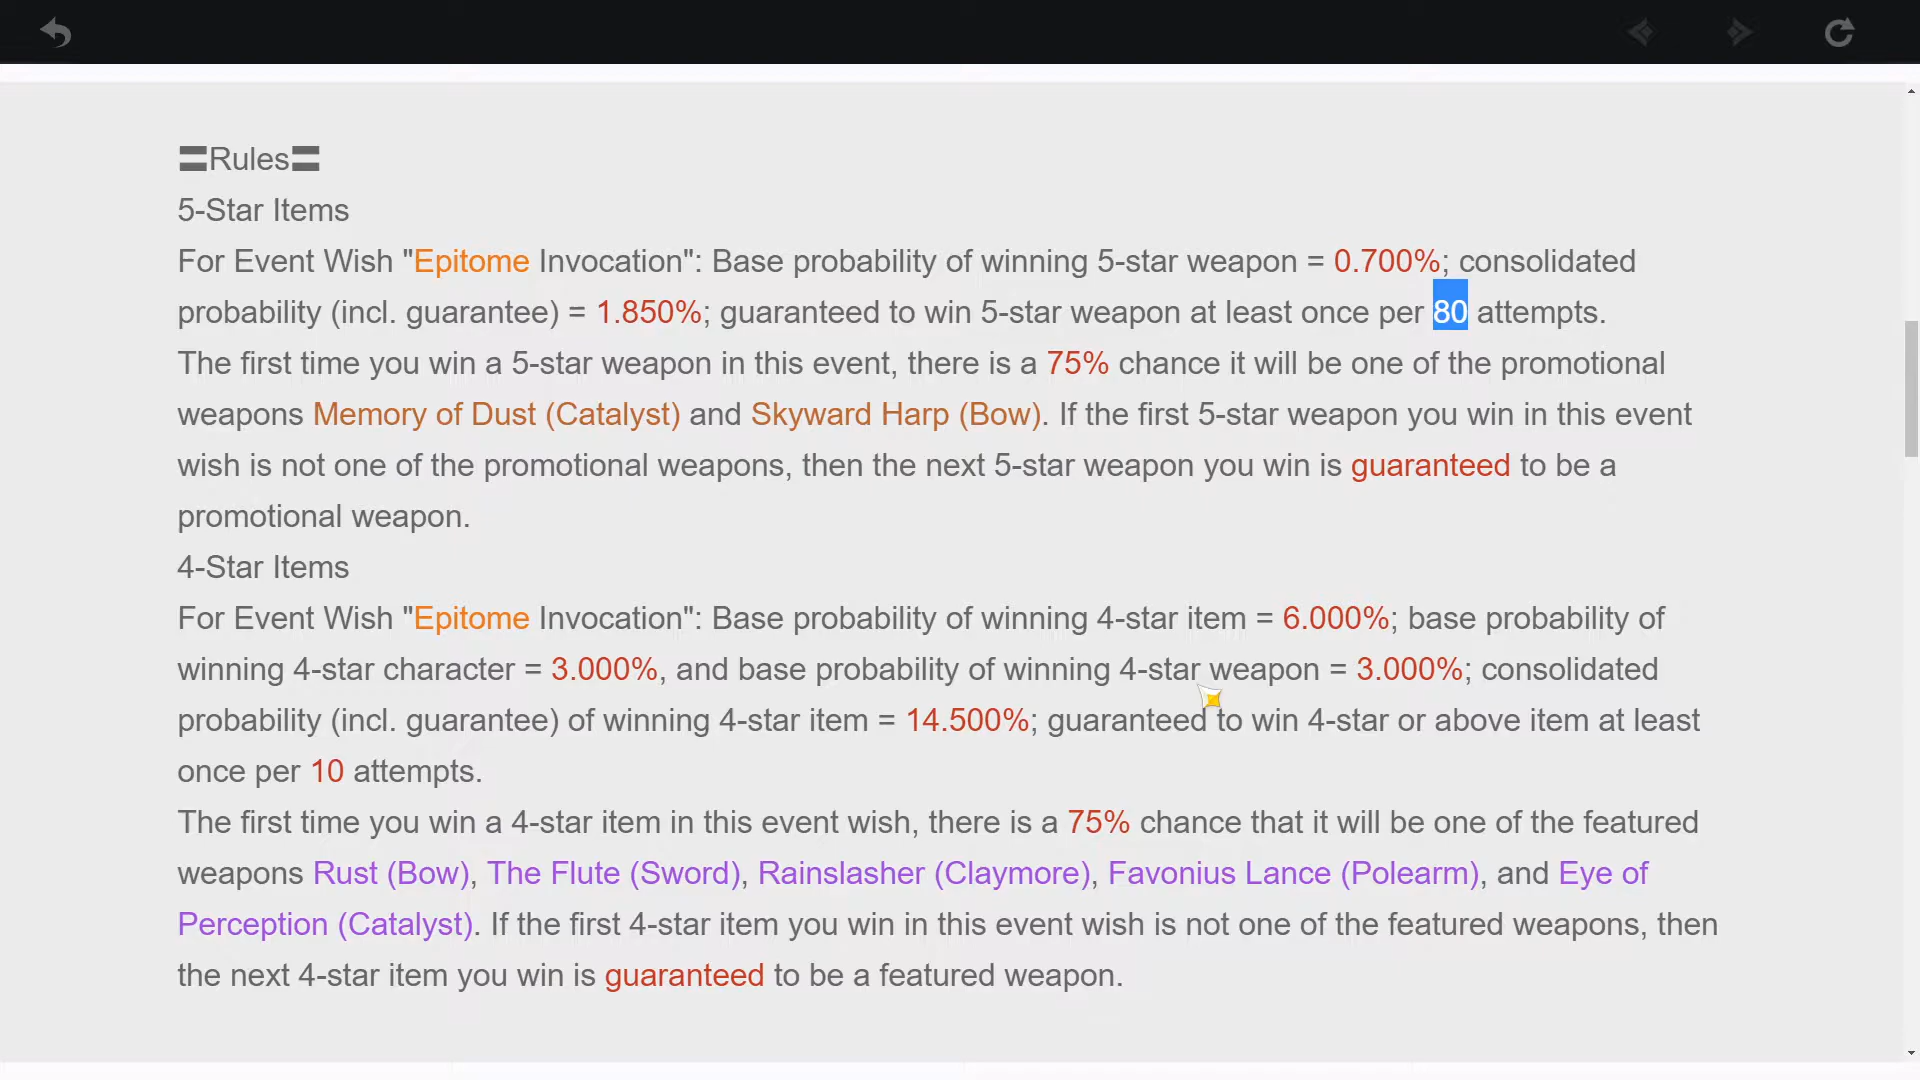 〓Rules〓
5-Star Items
For Event Wish "Epitome Invocation": Base probability of winning 5-star weapon = 0.700%; consolidated
probability (incl. guarantee) = 1.850%; guaranteed to win 5-star weapon at least once per 80 attempts.
The first time you win a 5-star weapon in this event, there is a 75% chance it will be one of the promotional
weapons Memory of Dust (Catalyst) and Skyward Harp (Bow). If the first 5-star weapon you win in this event
wish is not one of the promotional weapons, then the next 5-star weapon you win is guaranteed to be a
promotional weapon.
4-Star Items
For Event Wish "Epitome Invocation": Base probability of winning 4-star item = 6.000%; base probability of
winning 4-star character = 3.000%, and base probability of winning 4-star weapon = 3.000%; consolidated
probability (incl. guarantee) of winning 4-star item = 14.500%; guaranteed to win 4-star or above item at least
once per 10 attempts.
The first time you win a 4-star item in this event wish, there is a 75% chance that it will be one of the featured
weapons Rust (Bow), The Flute (Sword), Rainslasher (Claymore), Favonius Lance (Polearm), and Eye of
Perception (Catalyst). If the first 4-star item you win in this event wish is not one of the featured weapons, then
the next 4-star item you win is guaranteed to be a featured weapon.